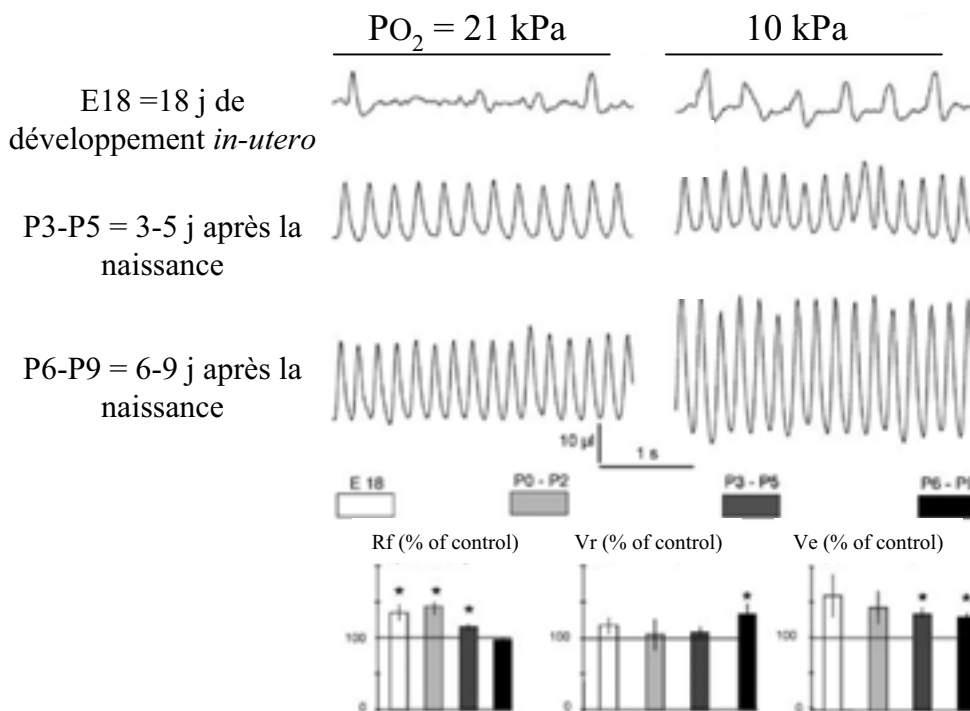 PO₂ = 21 kPa
10 kPa
E18 =18 j de
développement in-utero
P3-P5 = 3-5 j après la
naissance
P6-P9 = 6-9 j après la
naissance
10 µl
1 s
E 18
P0 - P2
P3 - P5
Rf (% of control)
Vr (% of control)
Ve (% of control)
* * *
*
* *
100
100
100
0
0
0